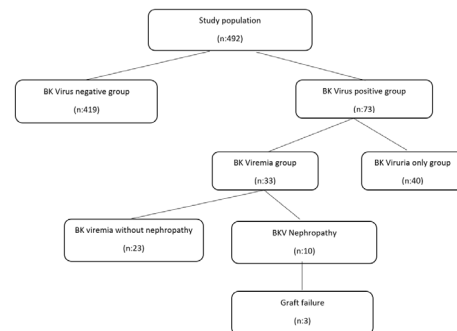 Study population
(n:492)
BK Virus negative group
(n:419)
BK Virus positive group
(n:73)
BK Viremia group
(n:33)
BK Viruria only group
(n:40)
BK viremia without nephropathy
(n:23)
BKV Nephropathy
(n:10)
Graft failure
(n:3)